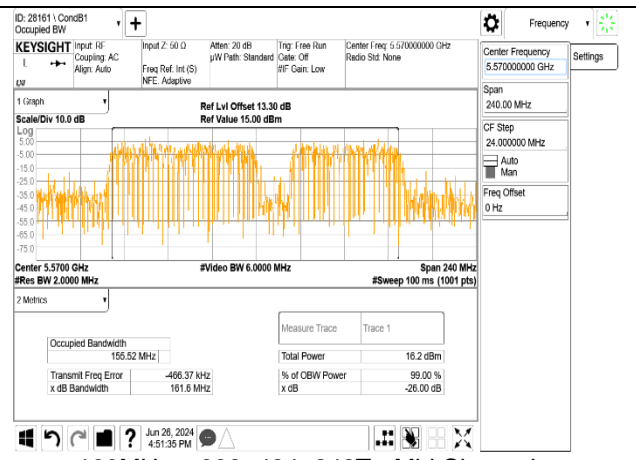 ID: 28161 \ CondB1
Occupied BW
Frequency
KEYSIGHT
L
Input: RF
Coupling: AC
Align: Auto
Input Z: 50 Ω
Freq Ref: Int (S)
NFE: Adaptive
Atten: 20 dB
µW Path: Standard
Trig: Free Run
Gate: Off
#IF Gain: Low
Center Freq: 5.570000000 GHz
Radio Std: None
Center Frequency
5.570000000 GHz
Settings
Span
240.00 MHz
CF Step
24.000000 MHz
Auto
Man
Freq Offset
0 Hz
1 Graph
Scale/Div 10.0 dB
Ref Lvl Offset 13.30 dB
Ref Value 15.00 dBm
Log
5.00
-5.00
-15.0
-25.0
-35.0
-45.0
-55.0
-65.0
-75.0
Center 5.5700 GHz
#Video BW 6.0000 MHz
Span 240 MHz
#Res BW 2.0000 MHz
#Sweep 100 ms (1001 pts)
2 Metrics
Measure Trace
Trace 1
Occupied Bandwidth
155.52 MHz
Total Power
16.2 dBm
Transmit Freq Error
-466.37 kHz
% of OBW Power
99.00 %
x dB Bandwidth
161.6 MHz
x dB
-26.00 dB
?
Jun 26, 2024
4:51:35 PM